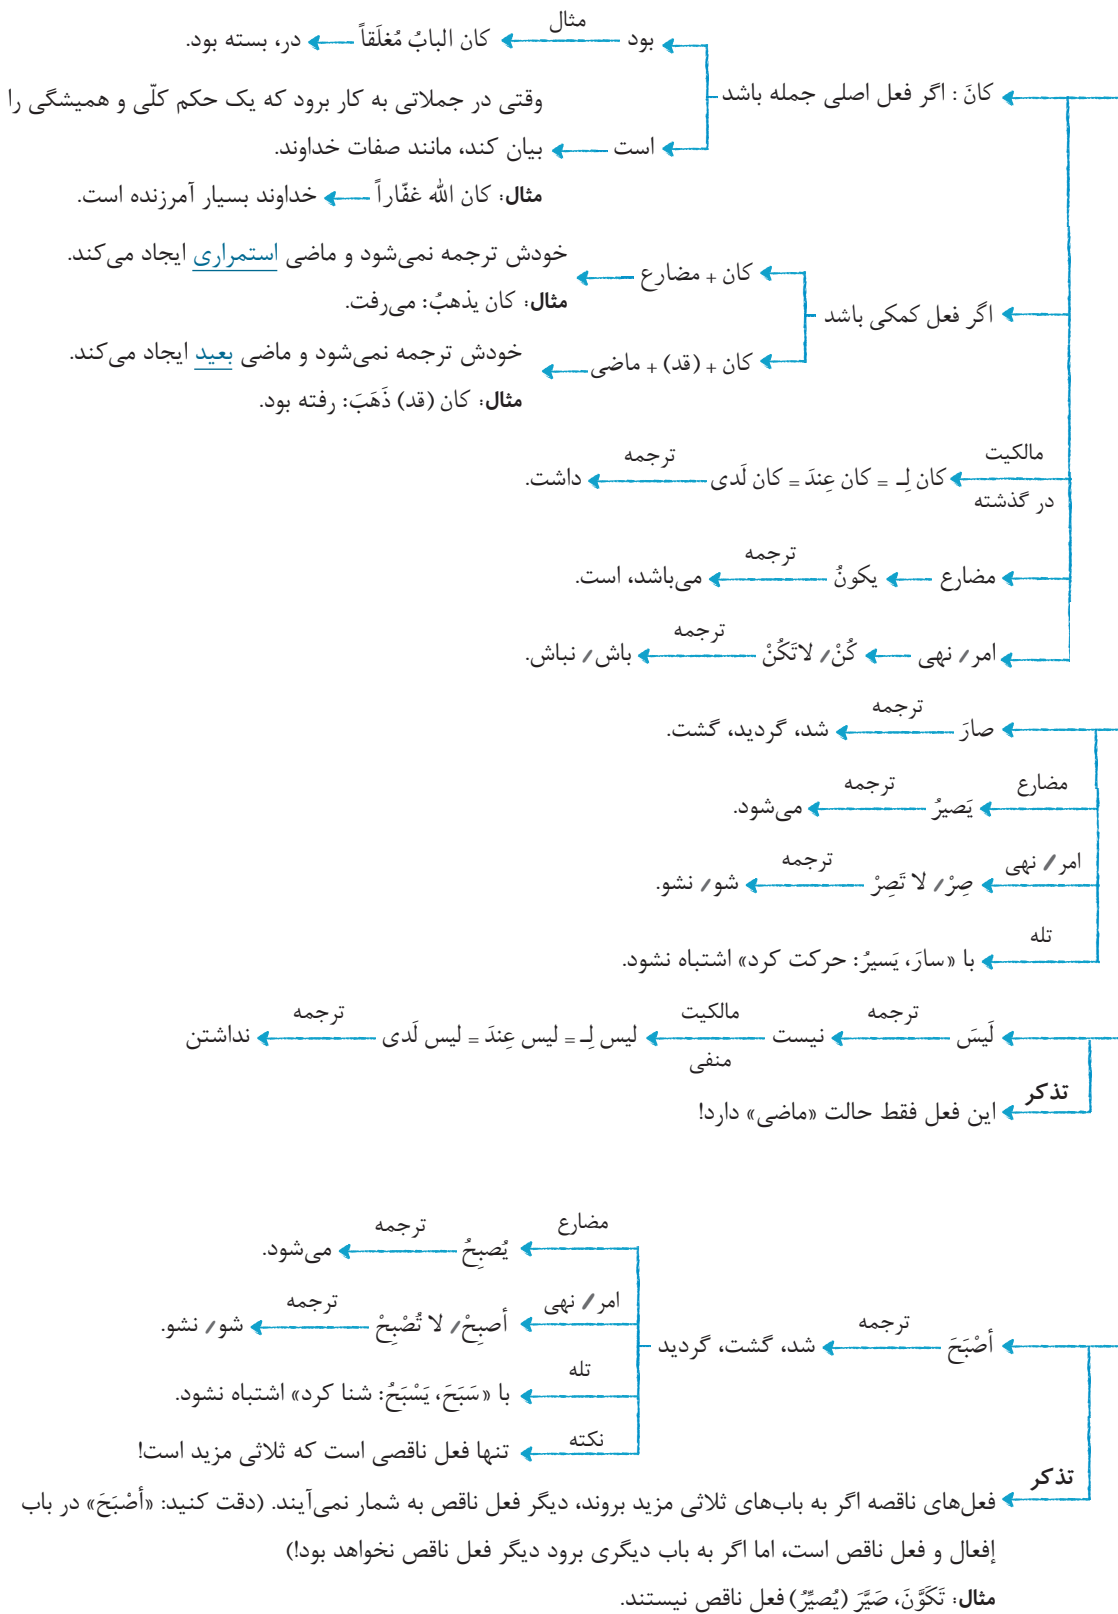 کانَ : اگر فعل اصلی جمله باشد
بود مثال کان البابُ مُغلَقاً در، بسته بود.
وقتی در جملاتی به کار برود که یک حکم کلّی و همیشگی را
است بیان کند، مانند صفات خداوند.
مثال: کان الله غفّاراً خداوند بسیار آمرزنده است.
اگر فعل کمکی باشد
کان + مضارع خودش ترجمه نمی‌شود و ماضی استمراری ایجاد می‌کند.
مثال: کان یذهبُ: می‌رفت.
کان + (قد) + ماضی خودش ترجمه نمی‌شود و ماضی بعید ایجاد می‌کند.
مثال: کان (قد) ذَهَبَ: رفته بود.
مالکیت در گذشته کان لِـ = کان عِندَ = کان لَدی ترجمه داشت.
مضارع یکونُ ترجمه می‌باشد، است.
امر/ نهی کُنْ/ لاتَکُنْ ترجمه باش/ نباش.
صارَ ترجمه شد، گردید، گشت.
مضارع یَصیرُ ترجمه می‌شود.
امر/ نهی صِرْ/ لا تَصِرْ ترجمه شو/ نشو.
تله با «سارَ، یَسیرُ: حرکت کرد» اشتباه نشود.
لَیسَ ترجمه نیست مالکیت منفی لیس لِـ = لیس عِندَ = لیس لَدی ترجمه نداشتن
تذکر این فعل فقط حالت «ماضی» دارد!
أصْبَحَ ترجمه شد، گشت، گردید
مضارع یُصبِحُ ترجمه می‌شود.
امر/ نهی أصبِحْ/ لا تُصْبِحْ ترجمه شو/ نشو.
تله با «سَبَحَ، یَسْبَحُ: شنا کرد» اشتباه نشود.
نکته تنها فعل ناقصی است که ثلاثی مزید است!
تذکر فعل‌های ناقصه اگر به باب‌های ثلاثی مزید بروند، دیگر فعل ناقص به شمار نمی‌آیند. (دقت کنید: «أصْبَحَ» در باب
إفعال و فعل ناقص است، اما اگر به باب دیگری برود دیگر فعل ناقص نخواهد بود!)
مثال: تَکَوَّنَ، صَیَّرَ (یُصیِّرُ) فعل ناقص نیستند.